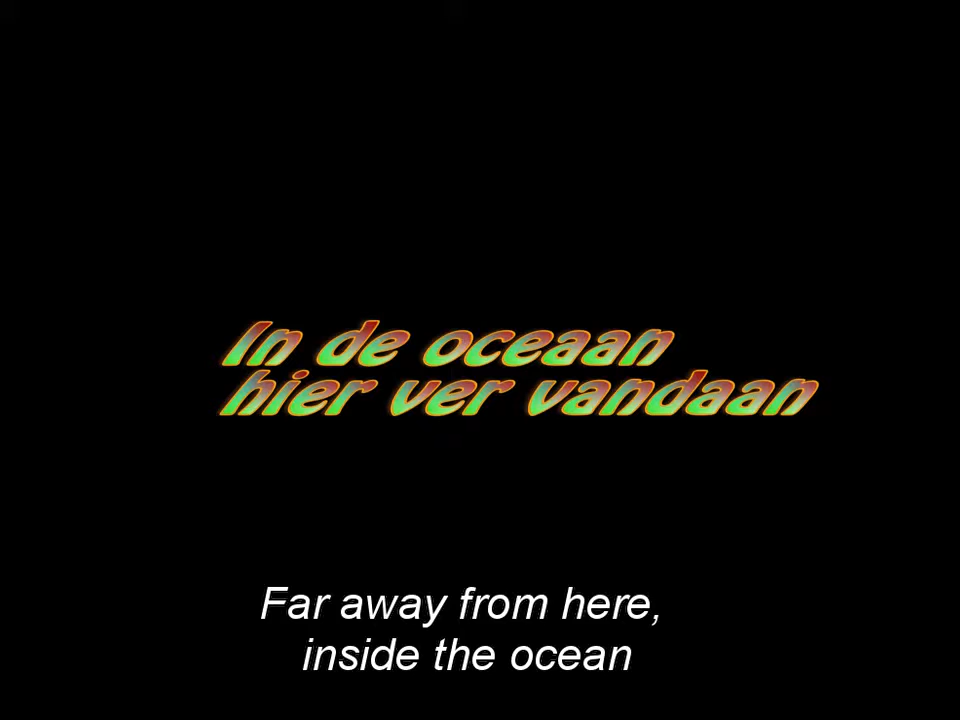 In de oceaan
hier ver vandaan
Far away from here,
inside the ocean